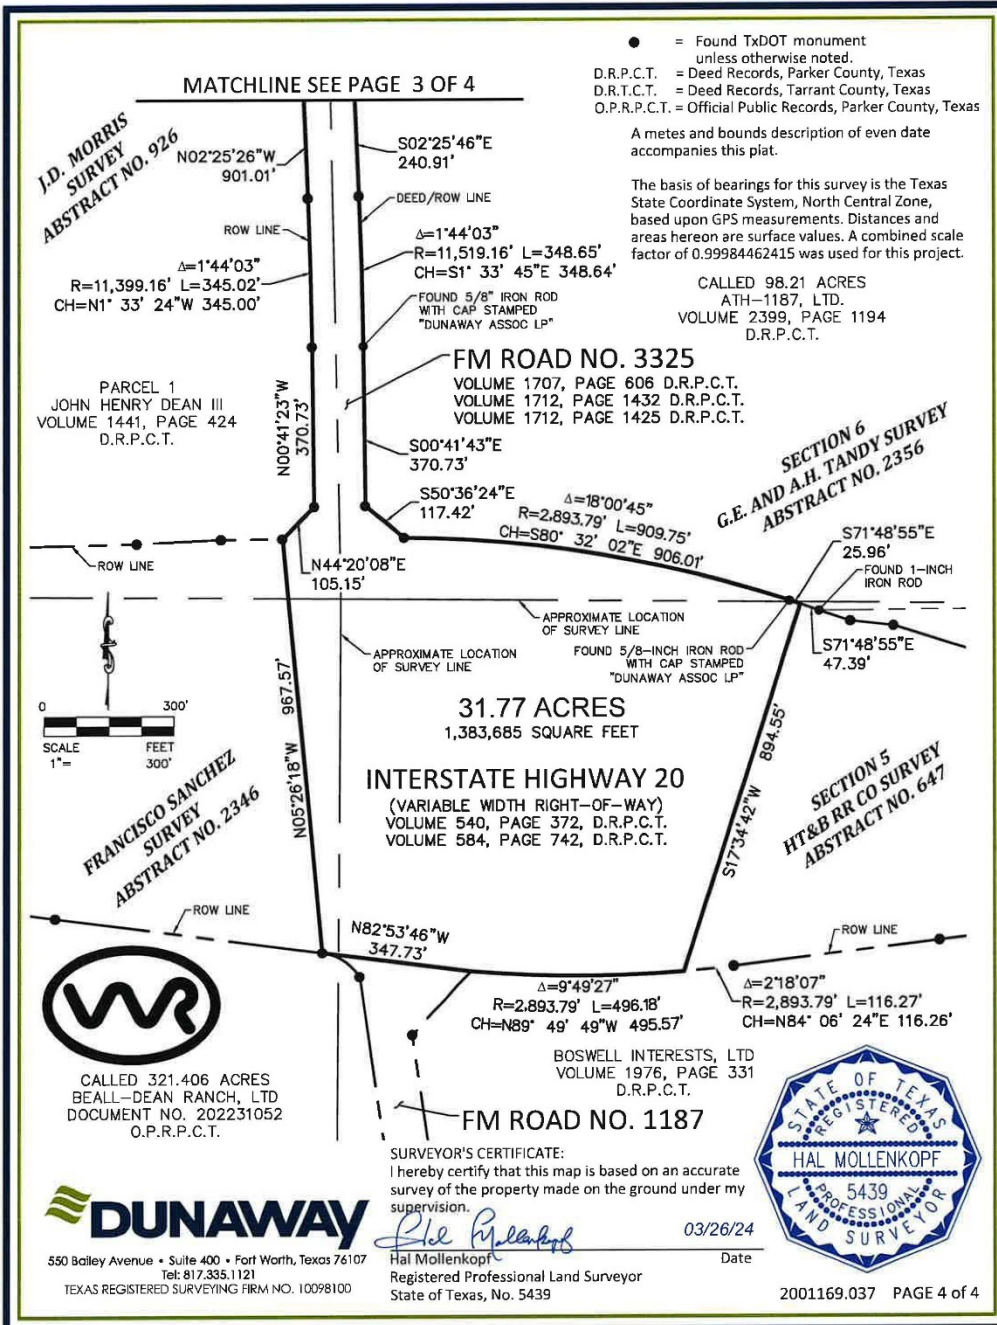 ● = Found TxDOT monument
unless otherwise noted.
D.R.P.C.T. = Deed Records, Parker County, Texas
D.R.T.C.T. = Deed Records, Tarrant County, Texas
O.P.R.P.C.T. = Official Public Records, Parker County, Texas
MATCHLINE SEE PAGE 3 OF 4
A metes and bounds description of even date
accompanies this plat.
The basis of bearings for this survey is the Texas
State Coordinate System, North Central Zone,
based upon GPS measurements. Distances and
areas hereon are surface values. A combined scale
factor of 0.99984462415 was used for this project.
J.D. MORRIS
SURVEY
ABSTRACT NO. 926
N02°25'26"W
901.01'
S02°25'46"E
240.91'
DEED/ROW LINE
ROW LINE
Δ=1°44'03"
R=11,399.16' L=345.02'
CH=N1° 33' 24"W 345.00'
Δ=1°44'03"
R=11,519.16' L=348.65'
CH=S1° 33' 45"E 348.64'
FOUND 5/8" IRON ROD
WITH CAP STAMPED
"DUNAWAY ASSOC LP"
CALLED 98.21 ACRES
ATH-1187, LTD.
VOLUME 2399, PAGE 1194
D.R.P.C.T.
FM ROAD NO. 3325
VOLUME 1707, PAGE 606 D.R.P.C.T.
VOLUME 1712, PAGE 1432 D.R.P.C.T.
VOLUME 1712, PAGE 1425 D.R.P.C.T.
PARCEL 1
JOHN HENRY DEAN III
VOLUME 1441, PAGE 424
D.R.P.C.T.
N00°41'23"W
370.73'
S00°41'43"E
370.73'
S50°36'24"E
117.42'
SECTION 6
G.E. AND A.H. TANDY SURVEY
ABSTRACT NO. 2356
Δ=18°00'45"
R=2,893.79' L=909.75'
CH=S80° 32' 02"E 906.01'
S71°48'55"E
25.96'
FOUND 1-INCH
IRON ROD
ROW LINE
N44°20'08"E
105.15'
APPROXIMATE LOCATION
OF SURVEY LINE
APPROXIMATE LOCATION
OF SURVEY LINE
FOUND 5/8-INCH IRON ROD
WITH CAP STAMPED
"DUNAWAY ASSOC LP"
S71°48'55"E
47.39'
0 300'
SCALE FEET
1"= 300'
N05°26'18"W
967.57'
31.77 ACRES
1,383,685 SQUARE FEET
INTERSTATE HIGHWAY 20
(VARIABLE WIDTH RIGHT-OF-WAY)
VOLUME 540, PAGE 372, D.R.P.C.T.
VOLUME 584, PAGE 742, D.R.P.C.T.
S17°34'42"W
894.55'
SECTION 5
HT&B RR CO SURVEY
ABSTRACT NO. 647
FRANCISCO SANCHEZ
SURVEY
ABSTRACT NO. 2346
ROW LINE
N82°53'46"W
347.73'
ROW LINE
Δ=9°49'27"
R=2,893.79' L=496.18'
CH=N89° 49' 49"W 495.57'
Δ=2°18'07"
R=2,893.79' L=116.27'
CH=N84° 06' 24"E 116.26'
BOSWELL INTERESTS, LTD
VOLUME 1976, PAGE 331
D.R.P.C.T.
CALLED 321.406 ACRES
BEALL-DEAN RANCH, LTD
DOCUMENT NO. 202231052
O.P.R.P.C.T.
FM ROAD NO. 1187
SURVEYOR'S CERTIFICATE:
I hereby certify that this map is based on an accurate
survey of the property made on the ground under my
supervision.
Hal Mollenkopf
03/26/24
Hal Mollenkopf
Date
Registered Professional Land Surveyor
State of Texas, No. 5439
STATE OF TEXAS
REGISTERED
HAL MOLLENKOPF
5439
PROFESSIONAL
LAND SURVEYOR
DUNAWAY
550 Bailey Avenue • Suite 400 • Fort Worth, Texas 76107
Tel: 817.335.1121
TEXAS REGISTERED SURVEYING FIRM NO. 10098100
2001169.037 PAGE 4 of 4